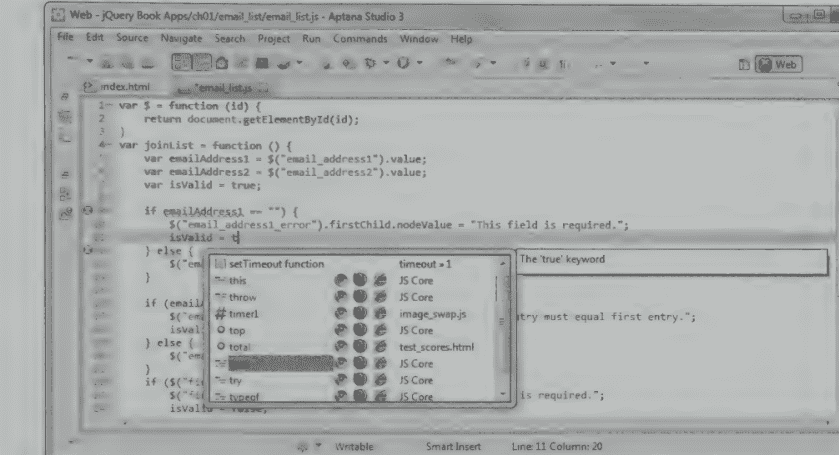 Web - jQuery Book Apps/ch01/email_list/email_list.js - Aptana Studio 3
File Edit Source Navigate Search Project Run Commands Window Help
Web
index.html *email_list.js
1 var $ = function (id) {
2 return document.getElementById(id);
3 }
4 var joinList = function () {
var emailAddress1 = $("email_address1").value;
var emailAddress2 = $("email_address2").value;
var isValid = true;
if emailAddress1 == "") {
$("email_address1_error").firstChild.nodeValue = "This field is required.";
isValid = t
} else {
$("em
}
if (email
$("em
isVal
} else {
$("em
}
if ($("fi
$("fi
isValid = false;
setTimeout function timeout
this JS Core
throw JS Core
# timer1 image_swap.js
top JS Core
total test_scores.html
JS Core
try JS Core
typeof JS Core
The 'true' keyword
try must equal first entry.";
is required.";
Writable Smart Insert Line: 11 Column: 20